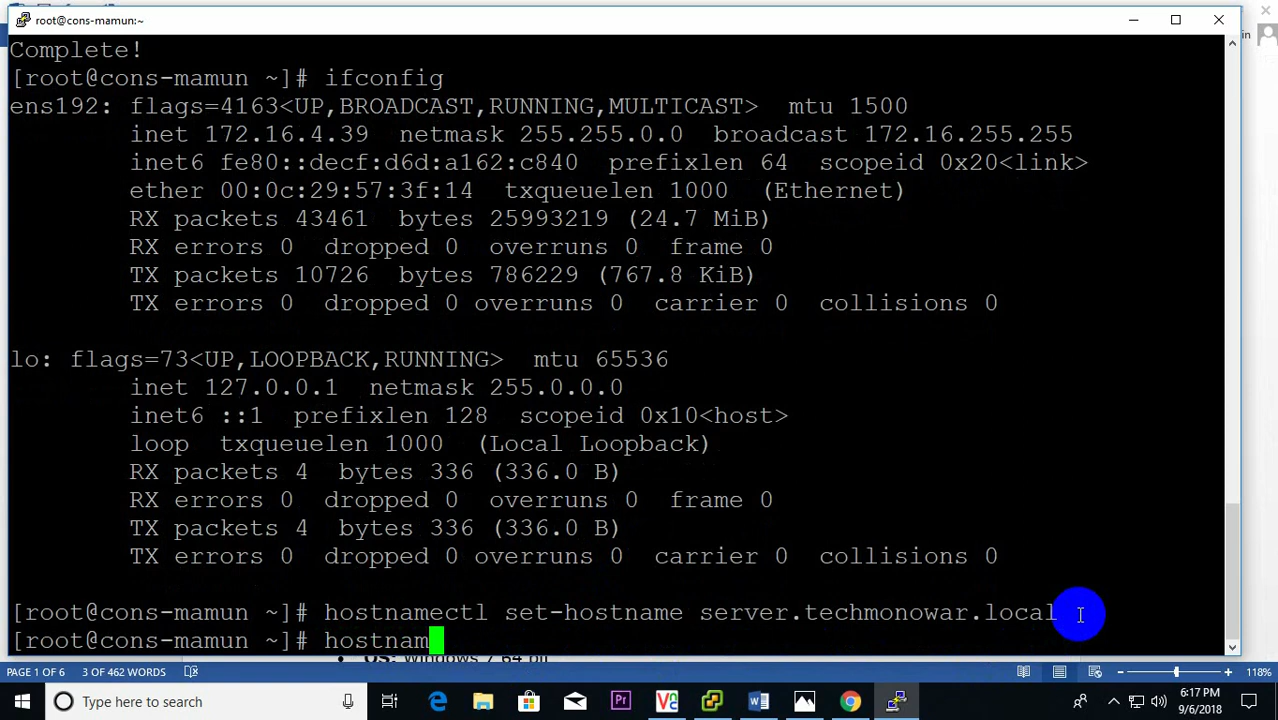 root@cons-mamun:~
in
Complete!
[root@cons-mamun ~]# ifconfig
ens192: flags=4163<UP,BROADCAST,RUNNING,MULTICAST>  mtu 1500
        inet 172.16.4.39  netmask 255.255.0.0  broadcast 172.16.255.255
        inet6 fe80::decf:d6d:a162:c840  prefixlen 64  scopeid 0x20<link>
        ether 00:0c:29:57:3f:14  txqueuelen 1000  (Ethernet)
        RX packets 43461  bytes 25993219 (24.7 MiB)
        RX errors 0  dropped 0  overruns 0  frame 0
        TX packets 10726  bytes 786229 (767.8 KiB)
        TX errors 0  dropped 0 overruns 0  carrier 0  collisions 0
lo: flags=73<UP,LOOPBACK,RUNNING>  mtu 65536
        inet 127.0.0.1  netmask 255.0.0.0
        inet6 ::1  prefixlen 128  scopeid 0x10<host>
        loop  txqueuelen 1000  (Local Loopback)
        RX packets 4  bytes 336 (336.0 B)
        RX errors 0  dropped 0  overruns 0  frame 0
        TX packets 4  bytes 336 (336.0 B)
        TX errors 0  dropped 0 overruns 0  carrier 0  collisions 0
[root@cons-mamun ~]# hostnamectl set-hostname server.techmonowar.local
[root@cons-mamun ~]# hostnam
• OS: Windows 7 64 bit
PAGE 1 OF 6  3 OF 462 WORDS  118%
Type here to search
Pr
6:17 PM
9/6/2018